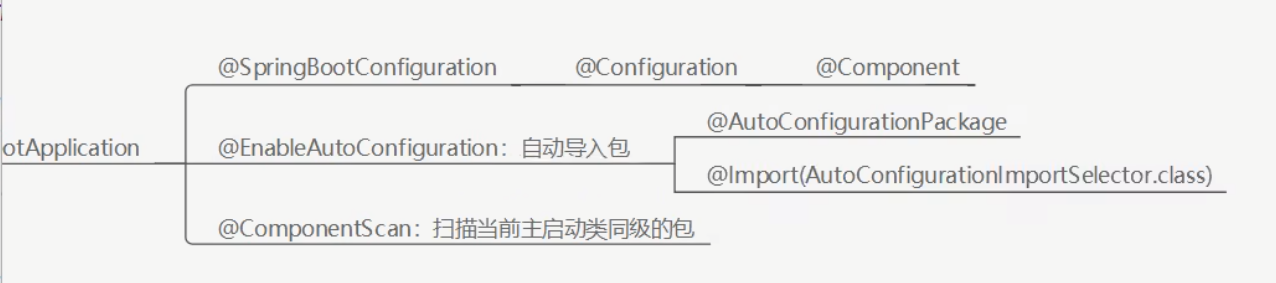 @SpringBootConfiguration @Configuration @Component
@AutoConfigurationPackage
otApplication @EnableAutoConfiguration：自动导入包
@Import(AutoConfigurationImportSelector.class)
@ComponentScan：扫描当前主启动类同级的包